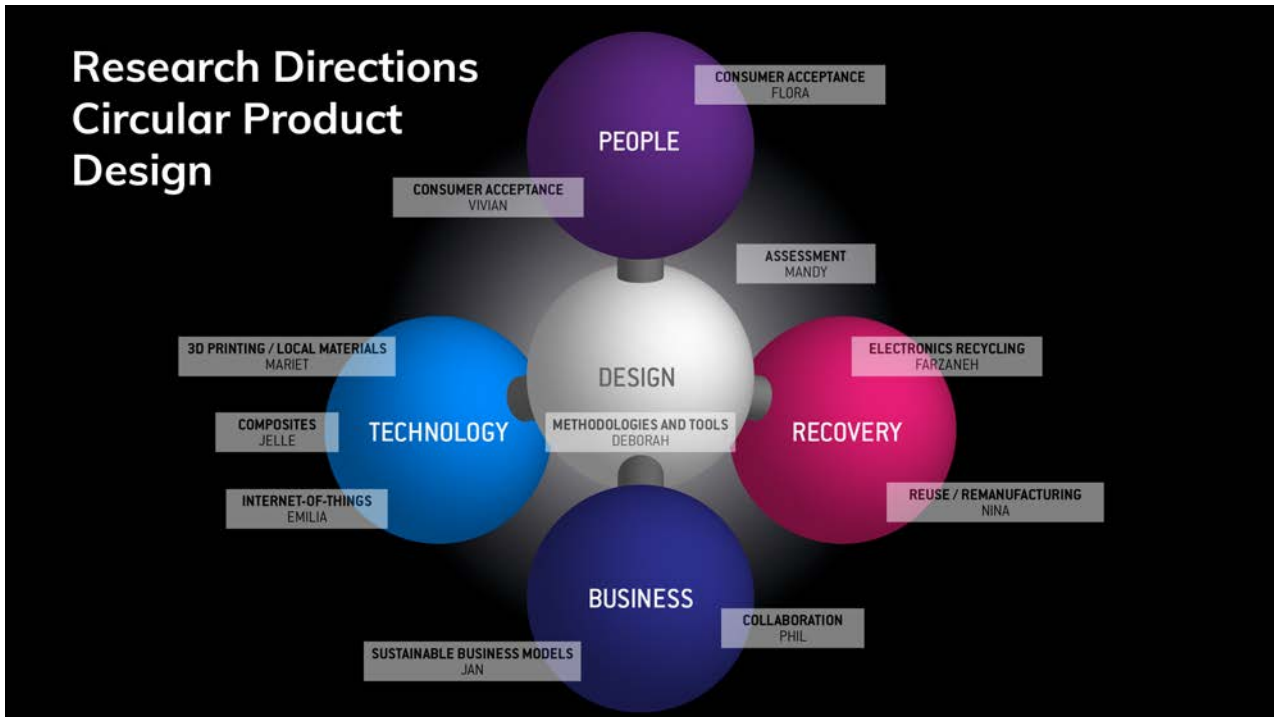 Research Directions
Circular Product
Design
CONSUMER ACCEPTANCE
FLORA
PEOPLE
CONSUMER ACCEPTANCE
VIVIAN
ASSESSMENT
MANDY
3D PRINTING / LOCAL MATERIALS
MARIET
ELECTRONICS RECYCLING
FARZANEH
DESIGN
COMPOSITES
JELLE
TECHNOLOGY
METHODOLOGIES AND TOOLS
DEBORAH
RECOVERY
INTERNET-OF-THINGS
EMILIA
REUSE / REMANUFACTURING
NINA
BUSINESS
COLLABORATION
PHIL
SUSTAINABLE BUSINESS MODELS
JAN